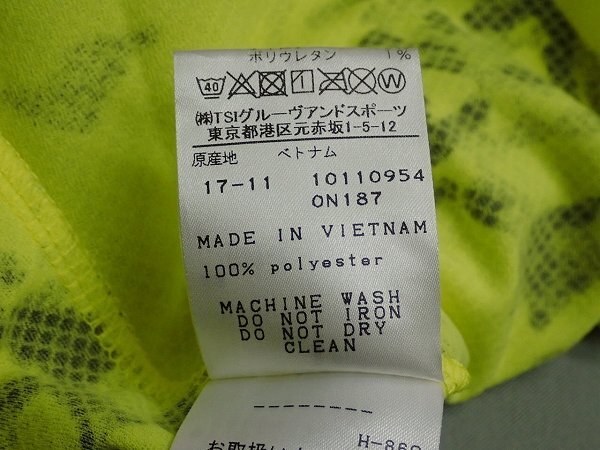 ポリウレタン 1%
40 W
(株)TSIグルーヴアンドスポーツ
東京都港区元赤坂1-5-12
原産地 ベトナム
17-11 10110954
0N187
MADE IN VIETNAM
100% polyester
MACHINE WASH
DO NOT IRON
DO NOT DRY
CLEAN
--------
お取扱い